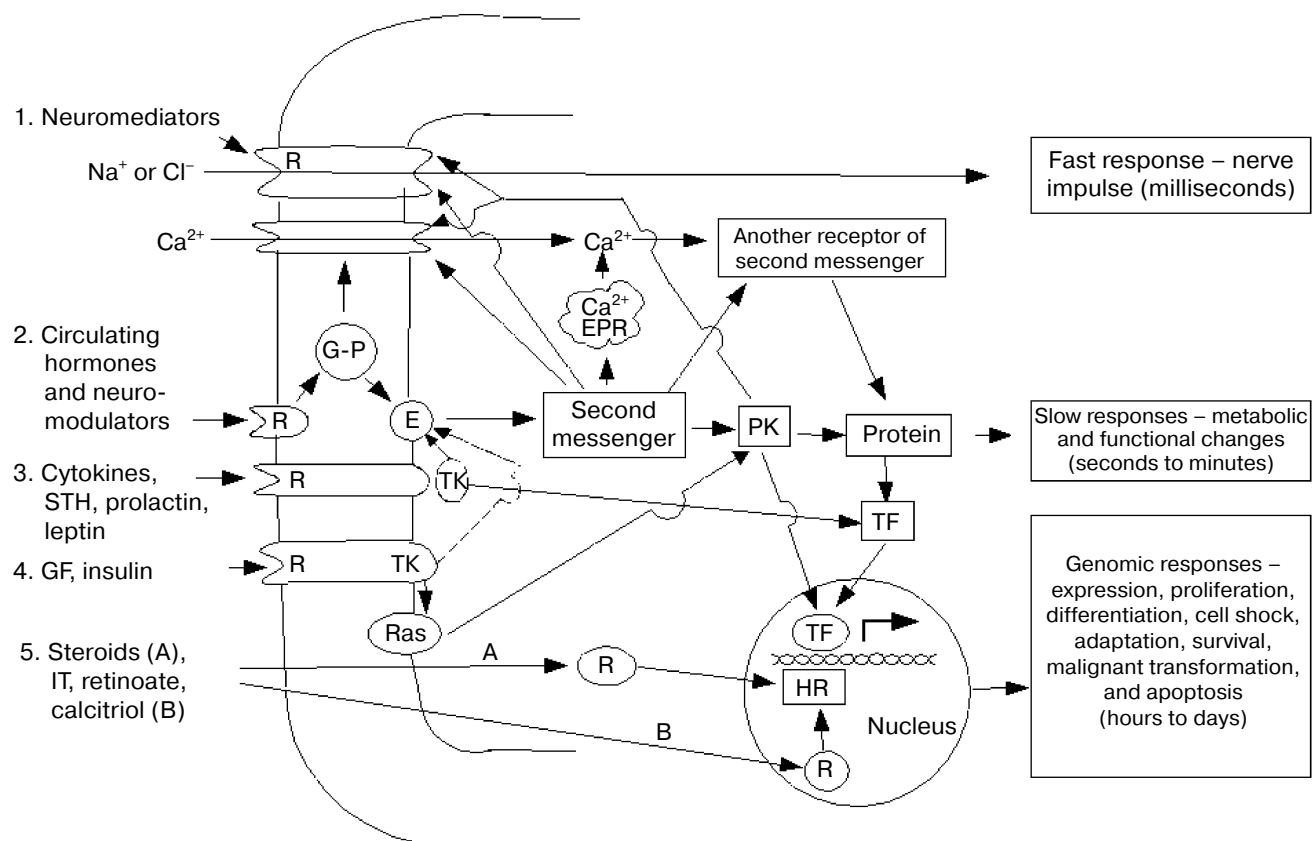 1. Neuromediators
R
Na⁺ or Cl⁻
Fast response – nerve
impulse (milliseconds)
Ca²⁺
Ca²⁺
Another receptor of
second messenger
Ca²⁺
EPR
2. Circulating
hormones
and neuro-
modulators
G-P
R
E
Second
messenger
PK
Protein
Slow responses – metabolic
and functional changes
(seconds to minutes)
3. Cytokines,
STH, prolactin,
leptin
R
TK
TF
4. GF, insulin
R
TK
Ras
Genomic responses –
expression, proliferation,
differentiation, cell shock,
adaptation, survival,
malignant transformation,
and apoptosis
(hours to days)
5. Steroids (A),
IT, retinoate,
calcitriol (B)
A
R
B
TF
HR
Nucleus
R